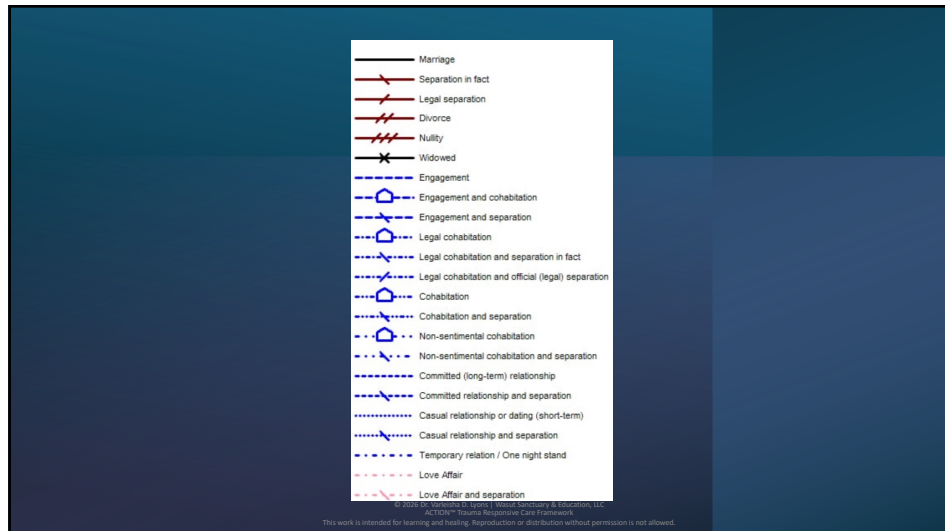 Marriage
Separation in fact
Legal separation
Divorce
Nullity
Widowed
Engagement
Engagement and cohabitation
Engagement and separation
Legal cohabitation
Legal cohabitation and separation in fact
Legal cohabitation and official (legal) separation
Cohabitation
Cohabitation and separation
Non-sentimental cohabitation
Non-sentimental cohabitation and separation
Committed (long-term) relationship
Committed relationship and separation
Casual relationship or dating (short-term)
Casual relationship and separation
Temporary relation / One night stand
Love Affair
Love Affair and separation
© 2026 Dr. Varleisha D. Lyons | Wasut Sanctuary & Education, LLC
ACTION™ Trauma Responsive Care Framework
This work is intended for learning and healing. Reproduction or distribution without permission is not allowed.